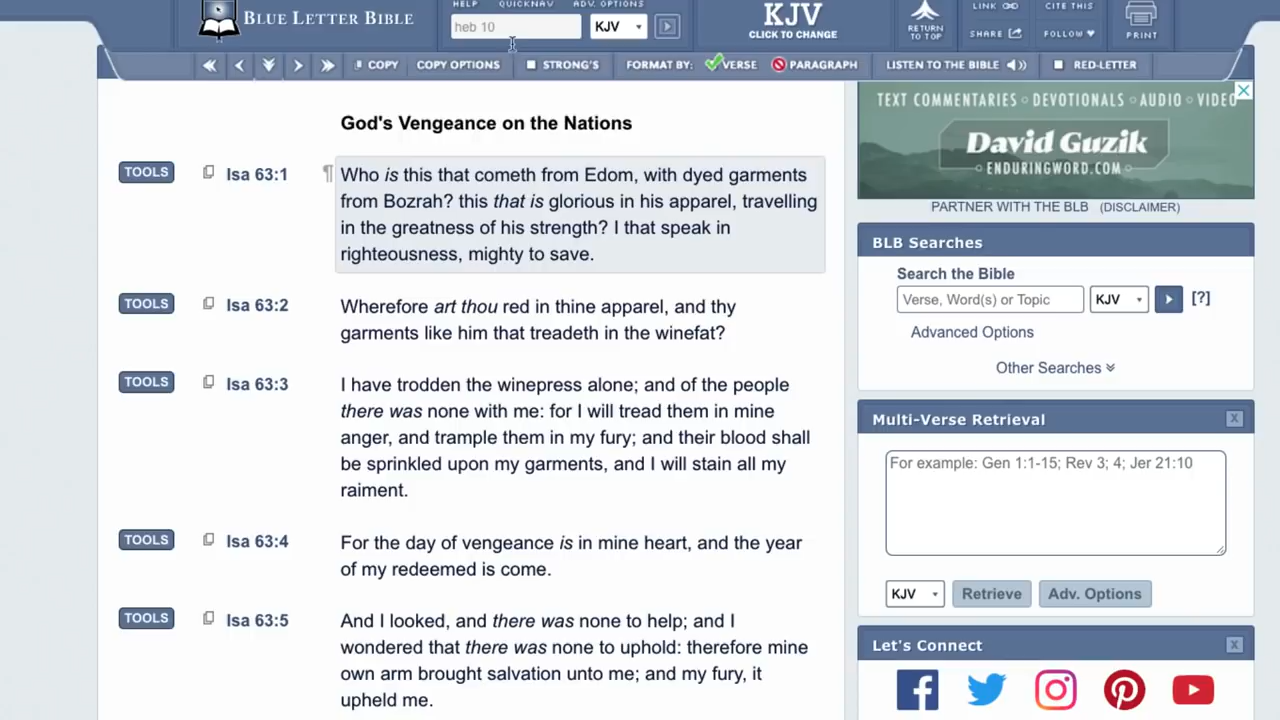 HELP QUICKNAV ADV. OPTIONS
BLUE LETTER BIBLE
heb 10
KJV
KJV
CLICK TO CHANGE
RETURN
TO TOP
LINK
CITE THIS
SHARE
FOLLOW
PRINT
COPY
COPY OPTIONS
STRONG'S
FORMAT BY:
VERSE
PARAGRAPH
LISTEN TO THE BIBLE
RED-LETTER
God's Vengeance on the Nations
TOOLS
Isa 63:1
¶
Who is this that cometh from Edom, with dyed garments
from Bozrah? this that is glorious in his apparel, travelling
in the greatness of his strength? I that speak in
righteousness, mighty to save.
TOOLS
Isa 63:2
Wherefore art thou red in thine apparel, and thy
garments like him that treadeth in the winefat?
TOOLS
Isa 63:3
I have trodden the winepress alone; and of the people
there was none with me: for I will tread them in mine
anger, and trample them in my fury; and their blood shall
be sprinkled upon my garments, and I will stain all my
raiment.
TOOLS
Isa 63:4
For the day of vengeance is in mine heart, and the year
of my redeemed is come.
TOOLS
Isa 63:5
And I looked, and there was none to help; and I
wondered that there was none to uphold: therefore mine
own arm brought salvation unto me; and my fury, it
upheld me.
TEXT COMMENTARIES ○ DEVOTIONALS ○ AUDIO ○ VIDEO
David Guzik
ENDURINGWORD.COM
PARTNER WITH THE BLB (DISCLAIMER)
BLB Searches
Search the Bible
Verse, Word(s) or Topic
KJV
[?]
Advanced Options
Other Searches
Multi-Verse Retrieval
X
For example: Gen 1:1-15; Rev 3; 4; Jer 21:10
KJV
Retrieve
Adv. Options
Let's Connect
X